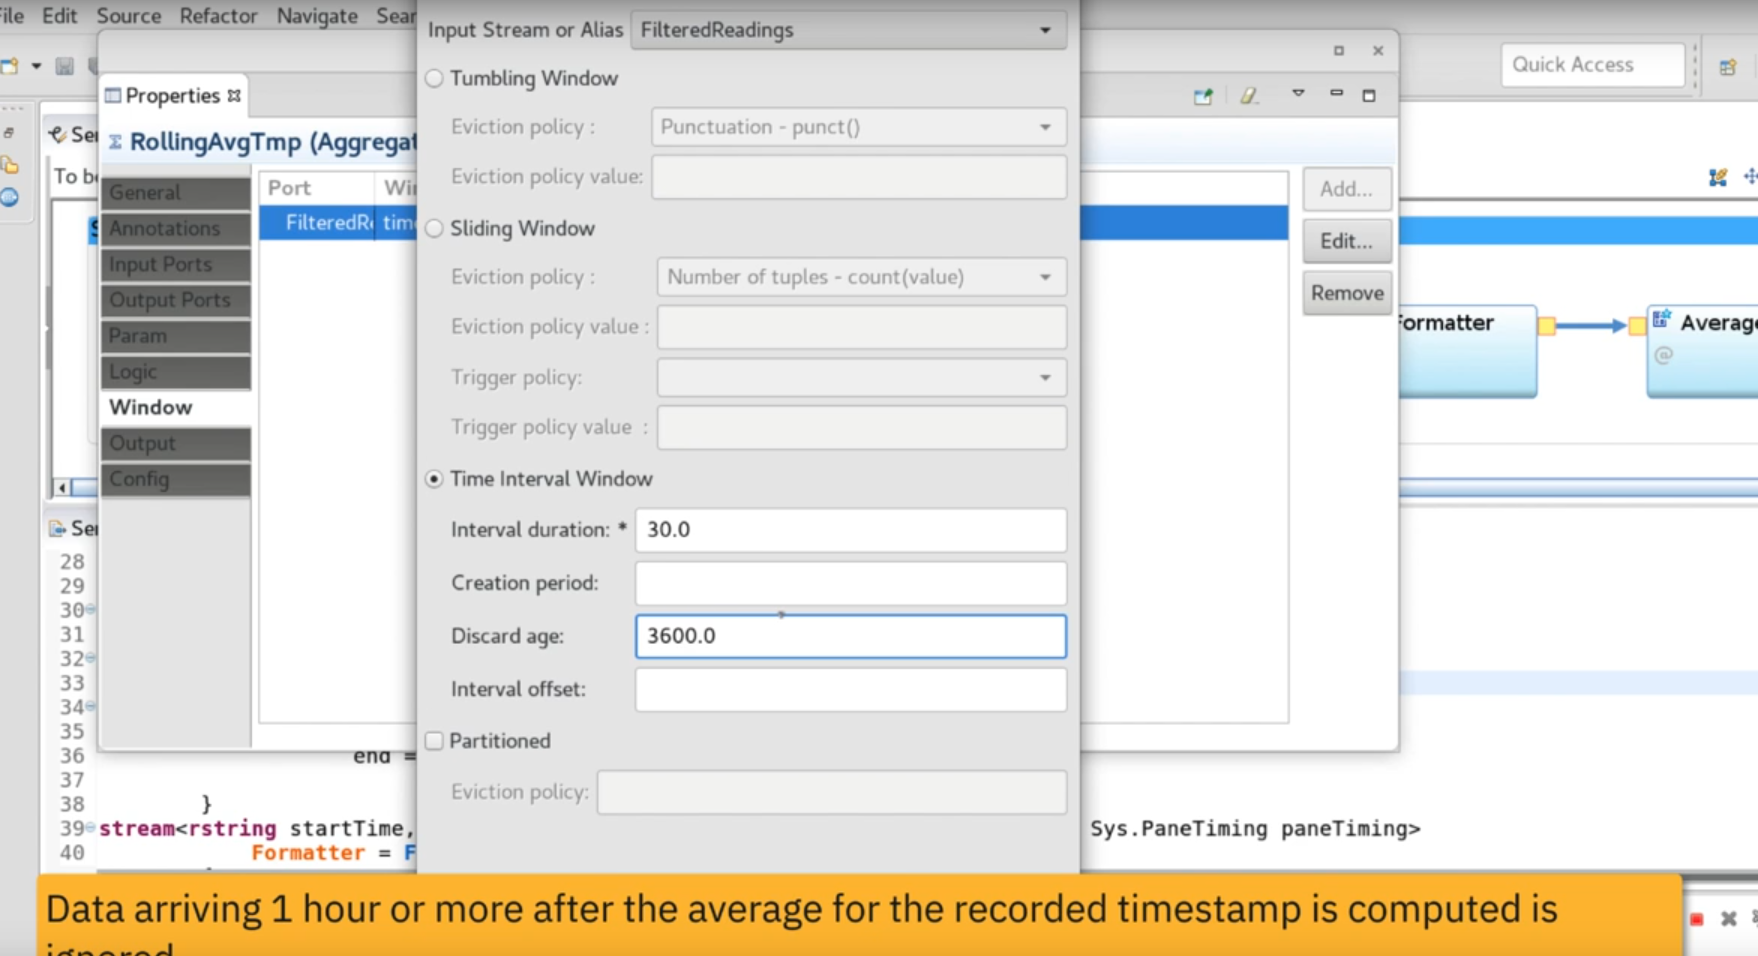 File Edit Source Refactor Navigate Sear
Quick Access
Properties
RollingAvgTmp (Aggregat
To be
General
Annotations
Input Ports
Output Ports
Param
Logic
Window
Output
Config
Port Win
FilteredRe time
Input Stream or Alias FilteredReadings
Tumbling Window
Eviction policy : Punctuation - punct()
Eviction policy value:
Sliding Window
Eviction policy : Number of tuples - count(value)
Eviction policy value :
Trigger policy:
Trigger policy value :
Time Interval Window
Interval duration: * 30.0
Creation period:
Discard age: 3600.0
Interval offset:
Partitioned
Eviction policy:
Add...
Edit...
Remove
Formatter
Average
@
Ser
28
29
30
31
32
33
34
35
36 end =
37
38 }
39 stream<rstring startTime, Sys.PaneTiming paneTiming>
40 Formatter = F
Data arriving 1 hour or more after the average for the recorded timestamp is computed is
ignored